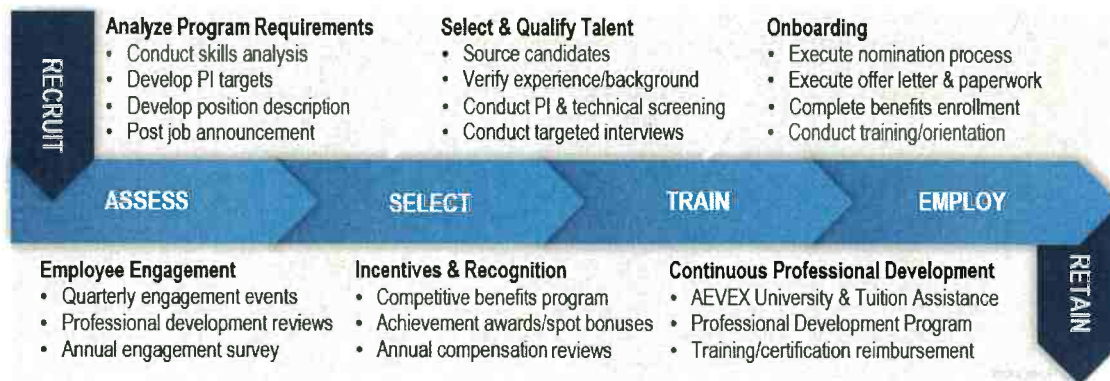 RECRUIT
Analyze Program Requirements
• Conduct skills analysis
• Develop PI targets
• Develop position description
• Post job announcement
Select & Qualify Talent
• Source candidates
• Verify experience/background
• Conduct PI & technical screening
• Conduct targeted interviews
Onboarding
• Execute nomination process
• Execute offer letter & paperwork
• Complete benefits enrollment
• Conduct training/orientation
ASSESS
SELECT
TRAIN
EMPLOY
Employee Engagement
• Quarterly engagement events
• Professional development reviews
• Annual engagement survey
Incentives & Recognition
• Competitive benefits program
• Achievement awards/spot bonuses
• Annual compensation reviews
Continuous Professional Development
• AEVEX University & Tuition Assistance
• Professional Development Program
• Training/certification reimbursement
RETAIN